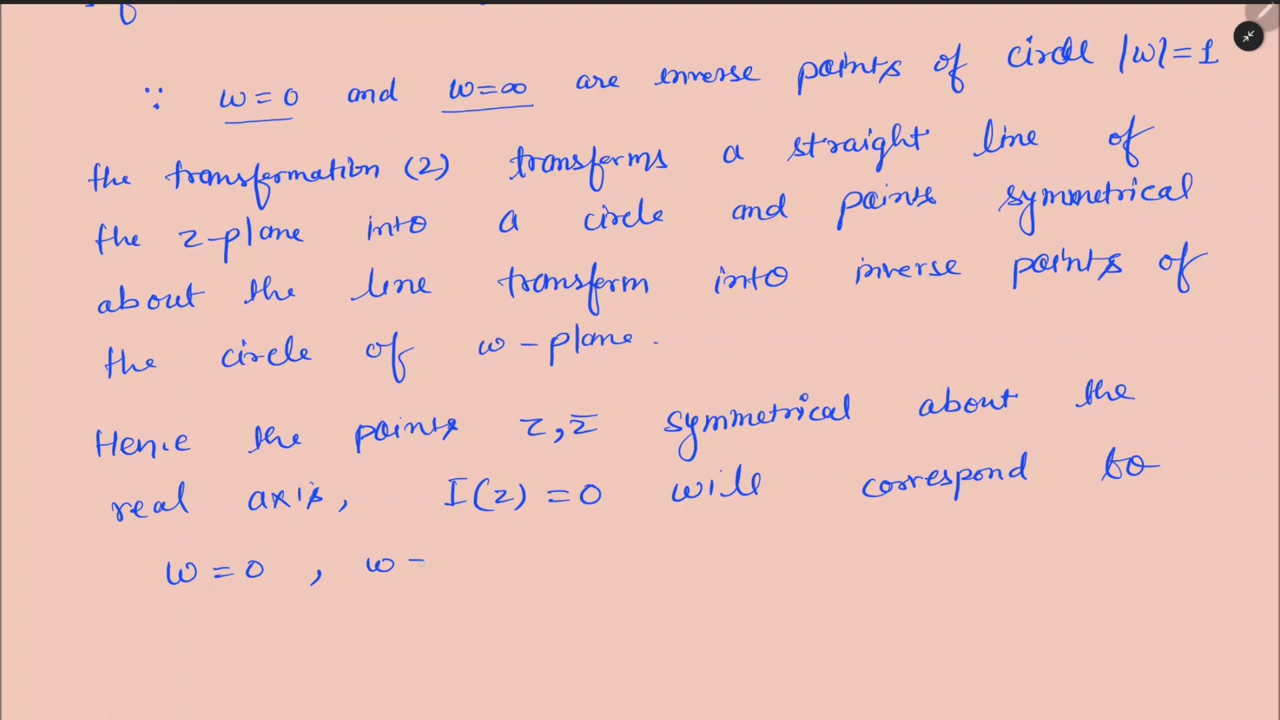 ∵ w=0 and w=∞ are inverse points of circle |w|=1
the transformation (2) transforms a straight line of
the z-plane into a circle and points symmetrical
about the line transform into inverse points of
the circle of w-plane.
Hence the points z, z̅ symmetrical about the
real axis, I(z)=0 will correspond to
w=0, w-